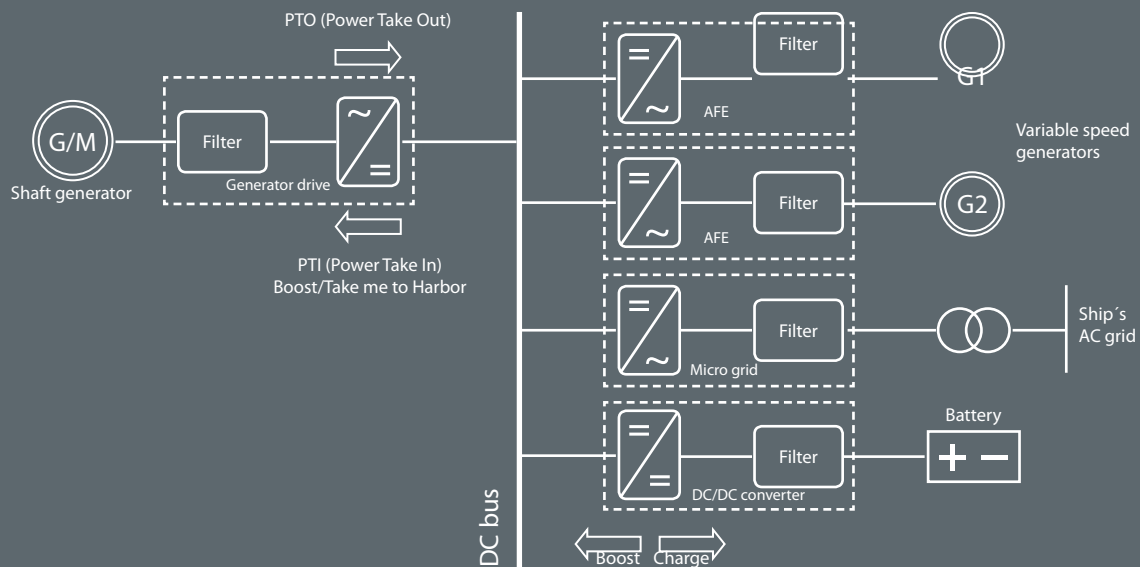 PTO (Power Take Out)
G/M
Shaft generator
Filter
Generator drive
~
=
PTI (Power Take In)
Boost/Take me to Harbor
DC bus
=
~
AFE
Filter
G1
Variable speed
generators
=
~
AFE
Filter
G2
=
~
Micro grid
Filter
Ship´s
AC grid
=
=
DC/DC converter
Filter
Battery
+ −
Boost
Charge